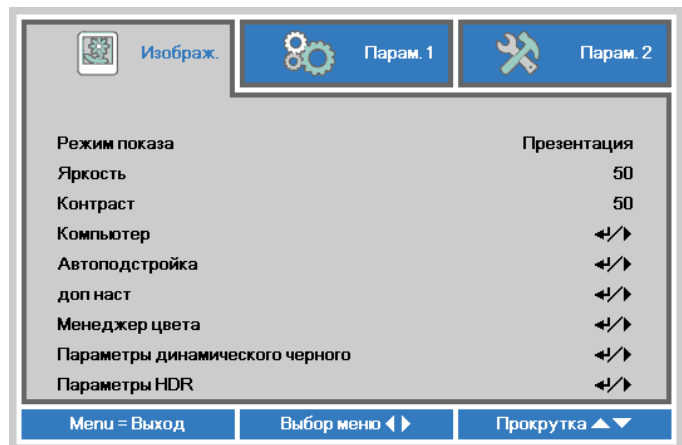 Изображ. Парам. 1 Парам. 2
Режим показа Презентация
Яркость 50
Контраст 50
Компьютер ↵/▶
Автоподстройка ↵/▶
доп наст ↵/▶
Менеджер цвета ↵/▶
Параметры динамического черного ↵/▶
Параметры HDR ↵/▶
Menu = Выход Выбор меню ◀▶ Прокрутка ▲▼